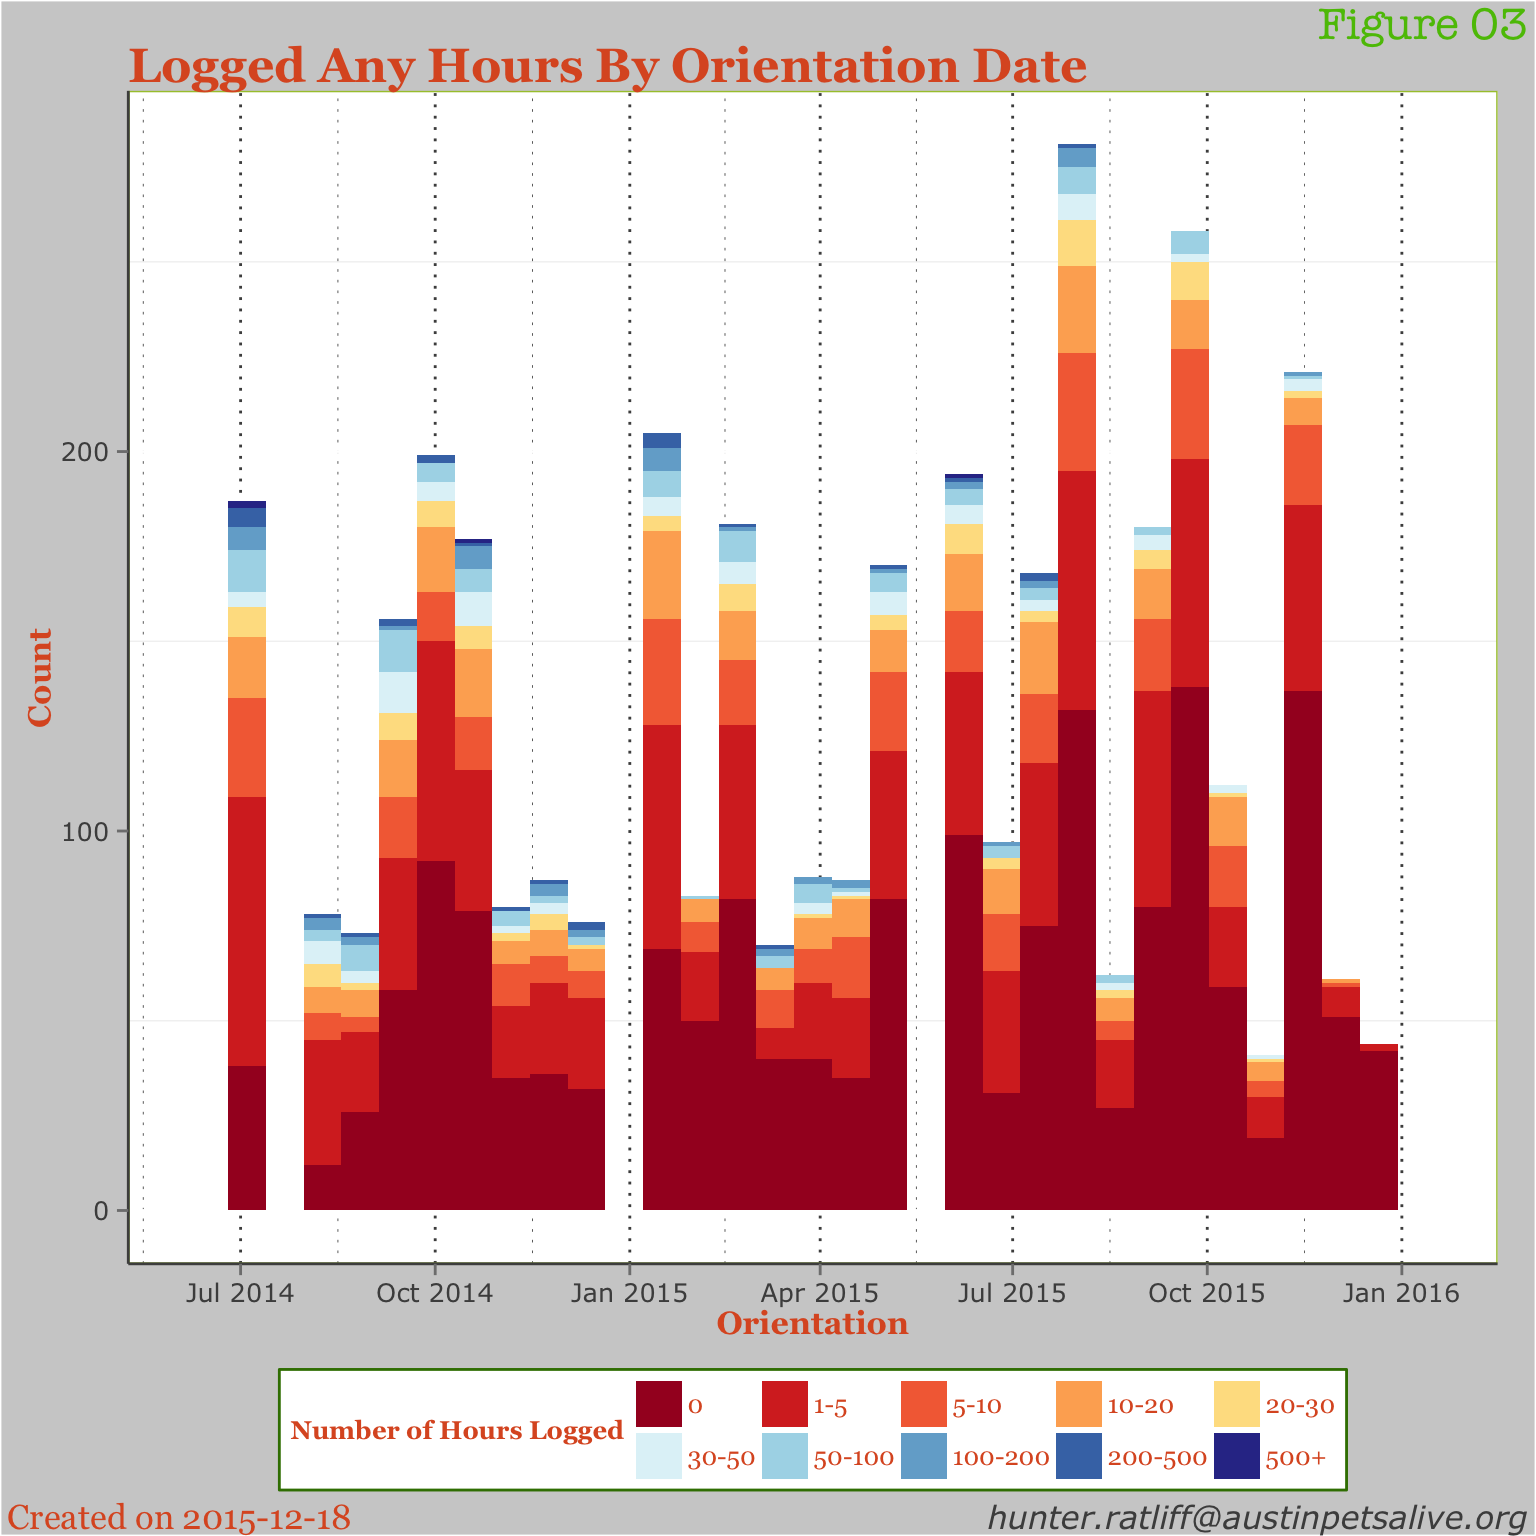 Figure 03
Logged Any Hours By Orientation Date
Count
200
100
0
Jul 2014 Oct 2014 Jan 2015 Apr 2015 Jul 2015 Oct 2015 Jan 2016
Orientation
Number of Hours Logged
0 1-5 5-10 10-20 20-30
30-50 50-100 100-200 200-500 500+
Created on 2015-12-18
hunter.ratliff@austinpetsalive.org